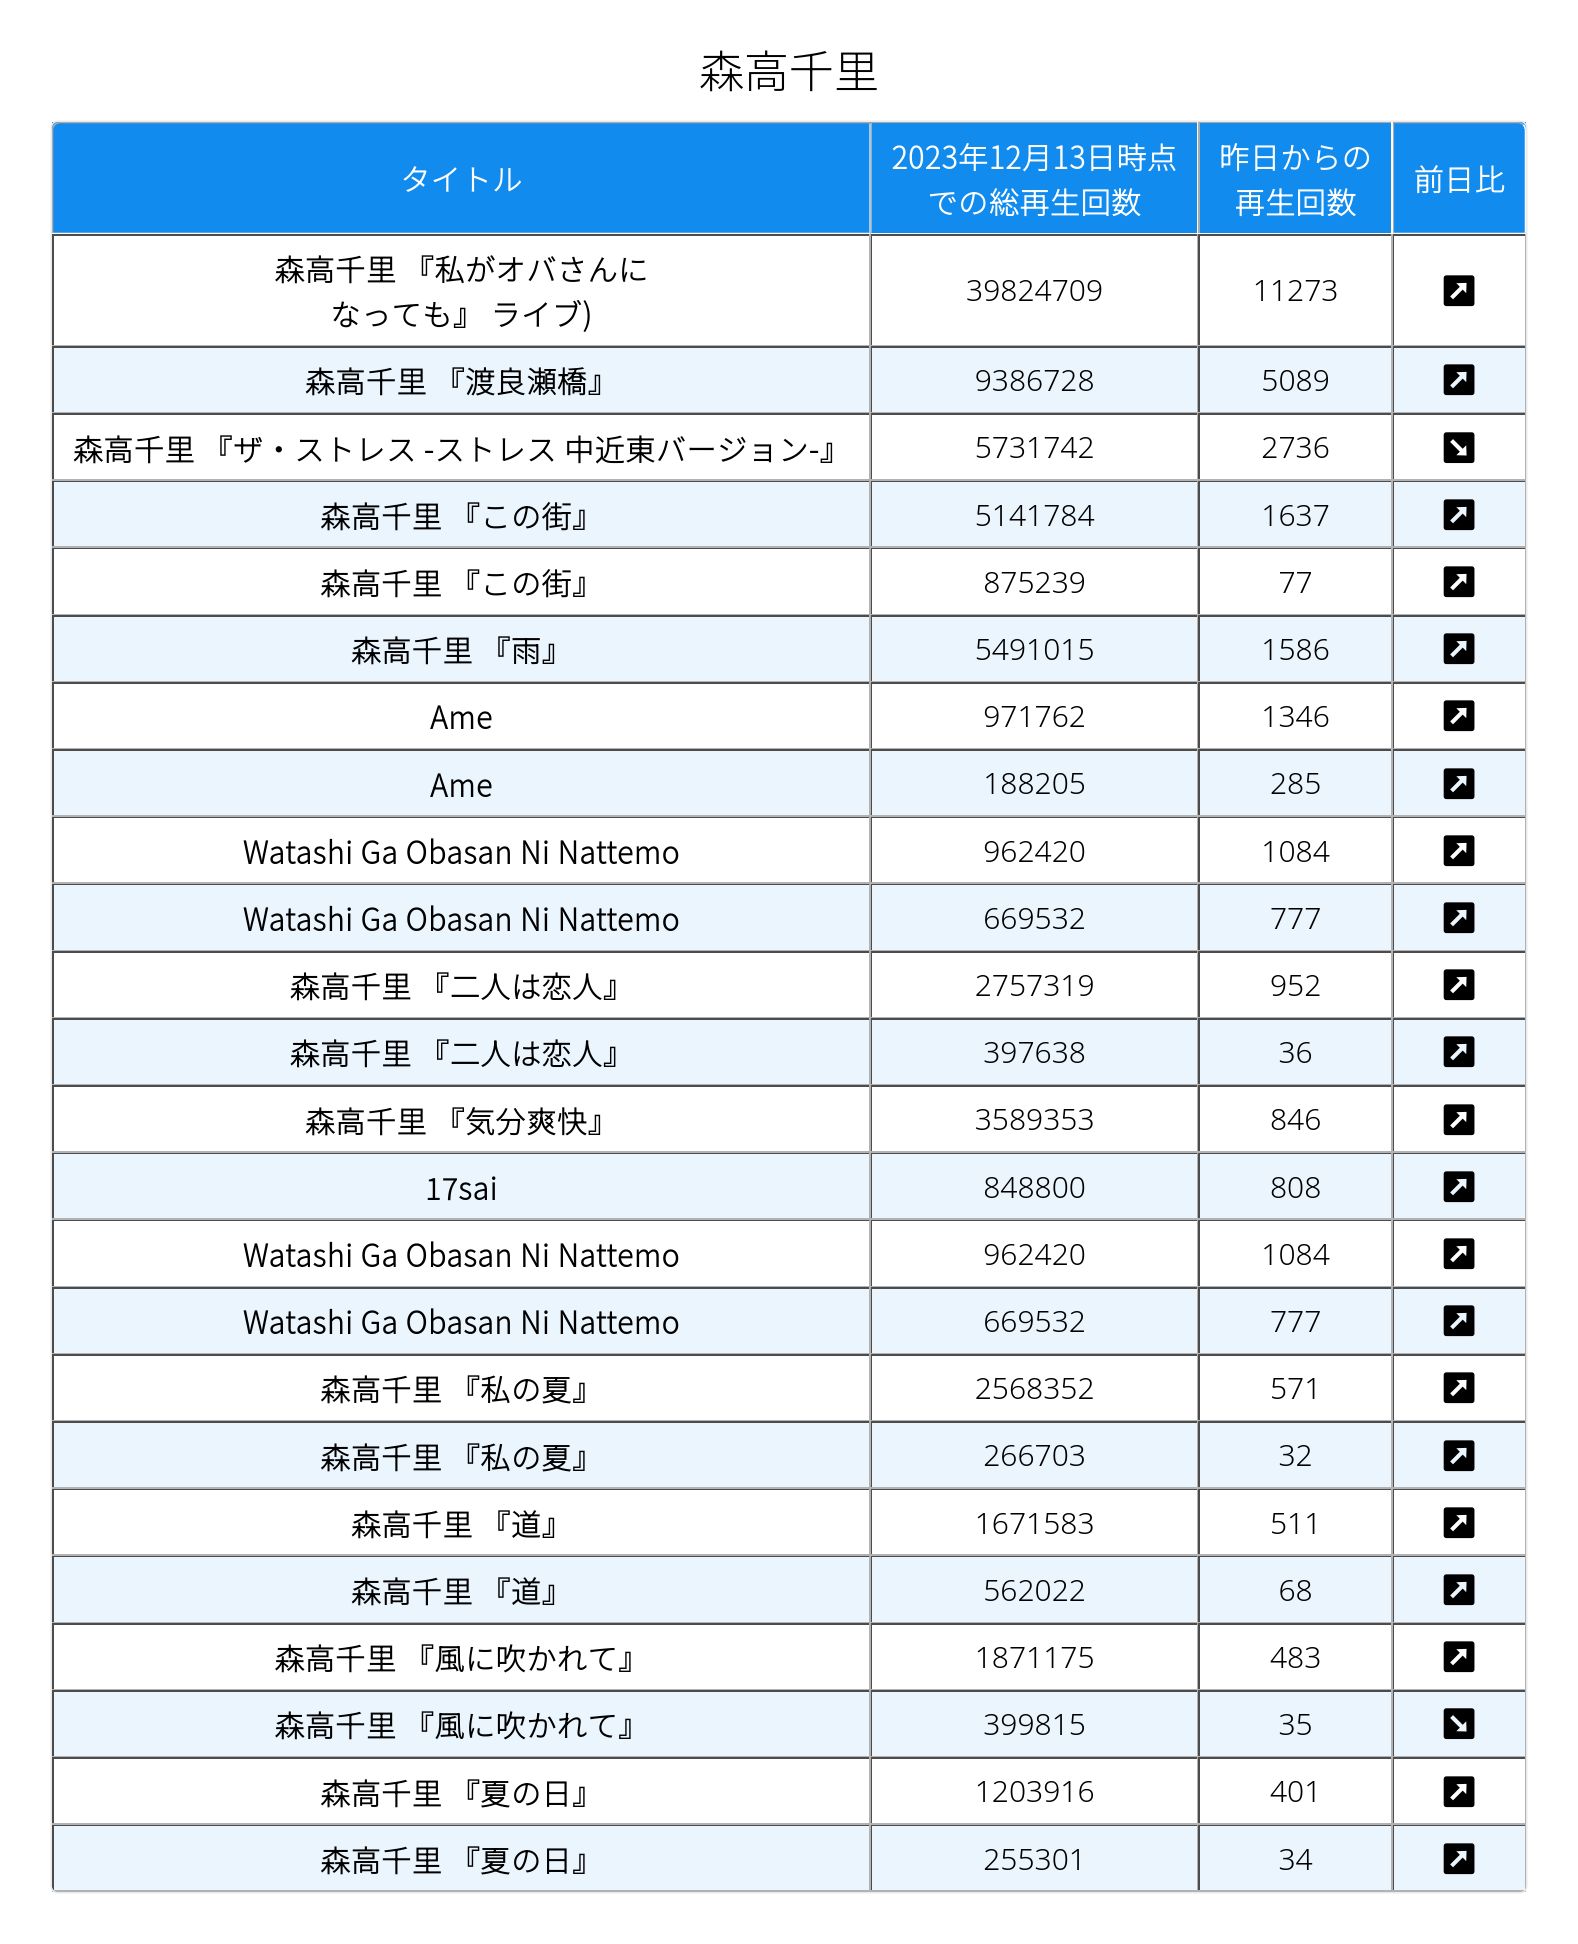 森高千里
タイトル 2023年12月13日時点 昨日からの 前日比
での総再生回数 再生回数
森高千里 『私がオバさんに
なっても』 ライブ) 39824709 11273
森高千里 『渡良瀬橋』 9386728 5089
森高千里 『ザ・ストレス -ストレス 中近東バージョン-』 5731742 2736
森高千里 『この街』 5141784 1637
森高千里 『この街』 875239 77
森高千里 『雨』 5491015 1586
Ame 971762 1346
Ame 188205 285
Watashi Ga Obasan Ni Nattemo 962420 1084
Watashi Ga Obasan Ni Nattemo 669532 777
森高千里 『二人は恋人』 2757319 952
森高千里 『二人は恋人』 397638 36
森高千里 『気分爽快』 3589353 846
17sai 848800 808
Watashi Ga Obasan Ni Nattemo 962420 1084
Watashi Ga Obasan Ni Nattemo 669532 777
森高千里 『私の夏』 2568352 571
森高千里 『私の夏』 266703 32
森高千里 『道』 1671583 511
森高千里 『道』 562022 68
森高千里 『風に吹かれて』 1871175 483
森高千里 『風に吹かれて』 399815 35
森高千里 『夏の日』 1203916 401
森高千里 『夏の日』 255301 34